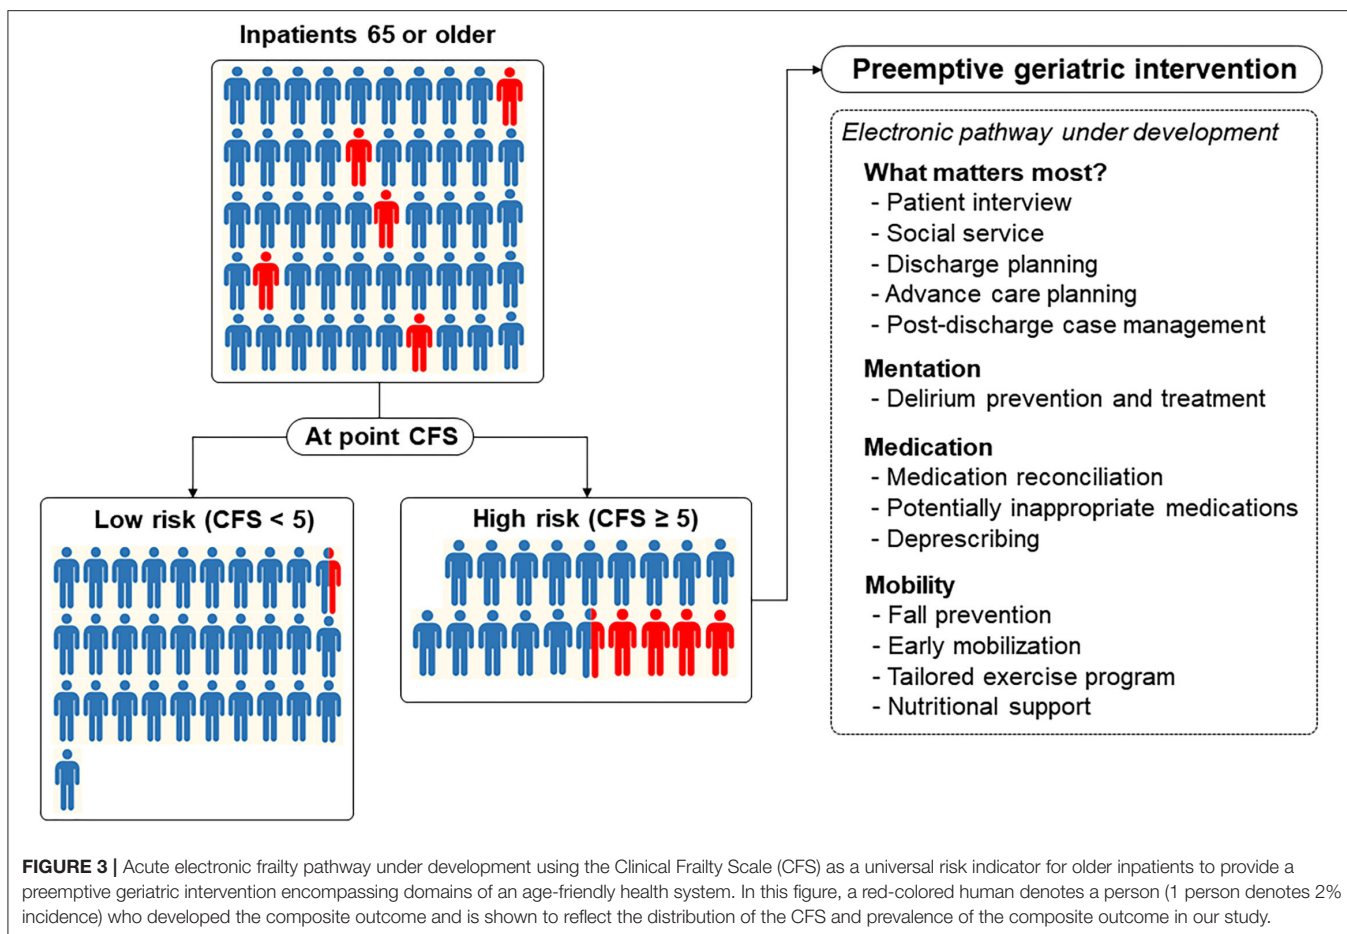 Inpatients 65 or older
At point CFS
Low risk (CFS < 5)
High risk (CFS ≥ 5)
Preemptive geriatric intervention
Electronic pathway under development
What matters most?
- Patient interview
- Social service
- Discharge planning
- Advance care planning
- Post-discharge case management
Mentation
- Delirium prevention and treatment
Medication
- Medication reconciliation
- Potentially inappropriate medications
- Deprescribing
Mobility
- Fall prevention
- Early mobilization
- Tailored exercise program
- Nutritional support
FIGURE 3 | Acute electronic frailty pathway under development using the Clinical Frailty Scale (CFS) as a universal risk indicator for older inpatients to provide a
preemptive geriatric intervention encompassing domains of an age-friendly health system. In this figure, a red-colored human denotes a person (1 person denotes 2%
incidence) who developed the composite outcome and is shown to reflect the distribution of the CFS and prevalence of the composite outcome in our study.